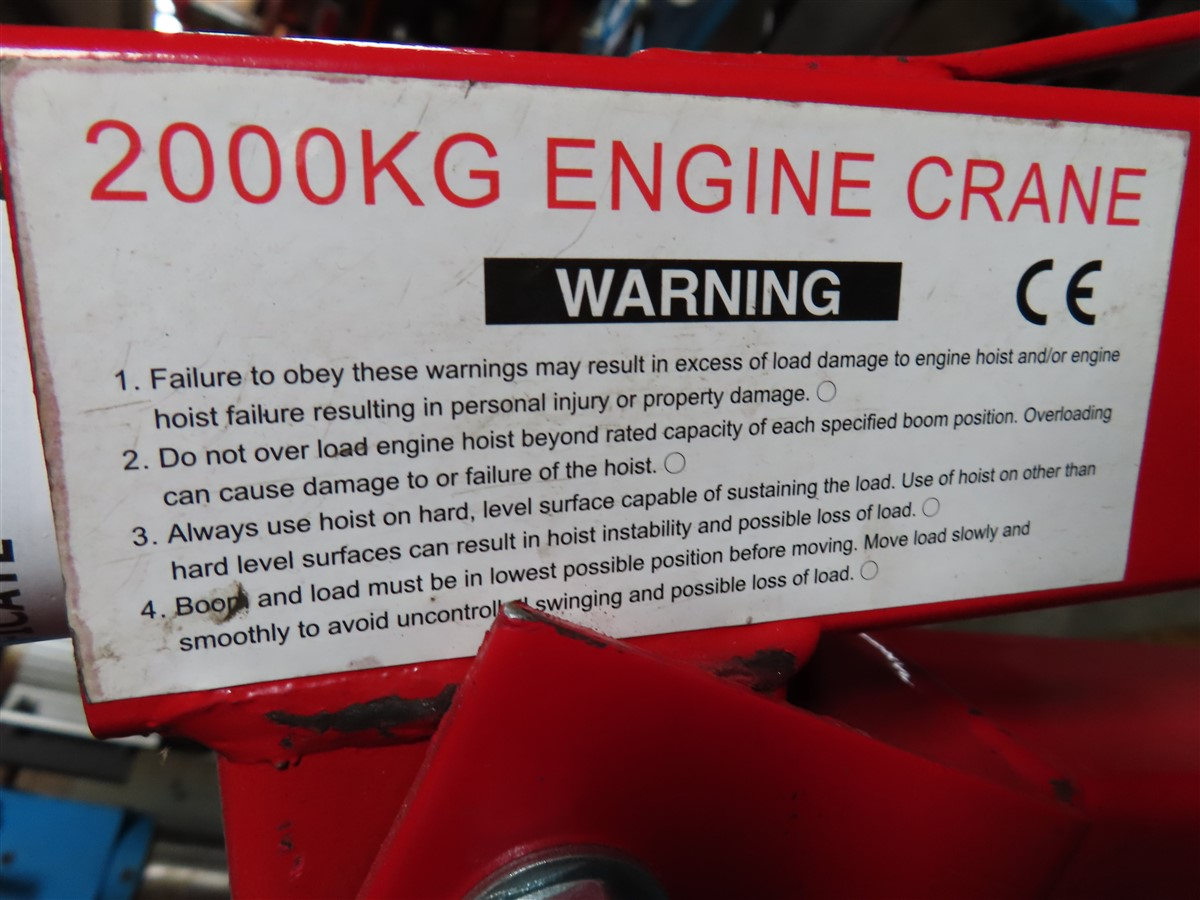 2000KG ENGINE CRANE
WARNING
CE
1. Failure to obey these warnings may result in excess of load damage to engine hoist and/or engine
hoist failure resulting in personal injury or property damage.
2. Do not over load engine hoist beyond rated capacity of each specified boom position. Overloading
can cause damage to or failure of the hoist.
3. Always use hoist on hard, level surface capable of sustaining the load. Use of hoist on other than
hard level surfaces can result in hoist instability and possible loss of load.
4. Boom and load must be in lowest possible position before moving. Move load slowly and
smoothly to avoid uncontrolled swinging and possible loss of load.